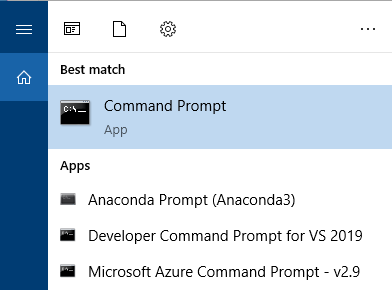 Best match
C:\_
Command Prompt
App
Apps
Anaconda Prompt (Anaconda3)
Developer Command Prompt for VS 2019
Microsoft Azure Command Prompt - v2.9